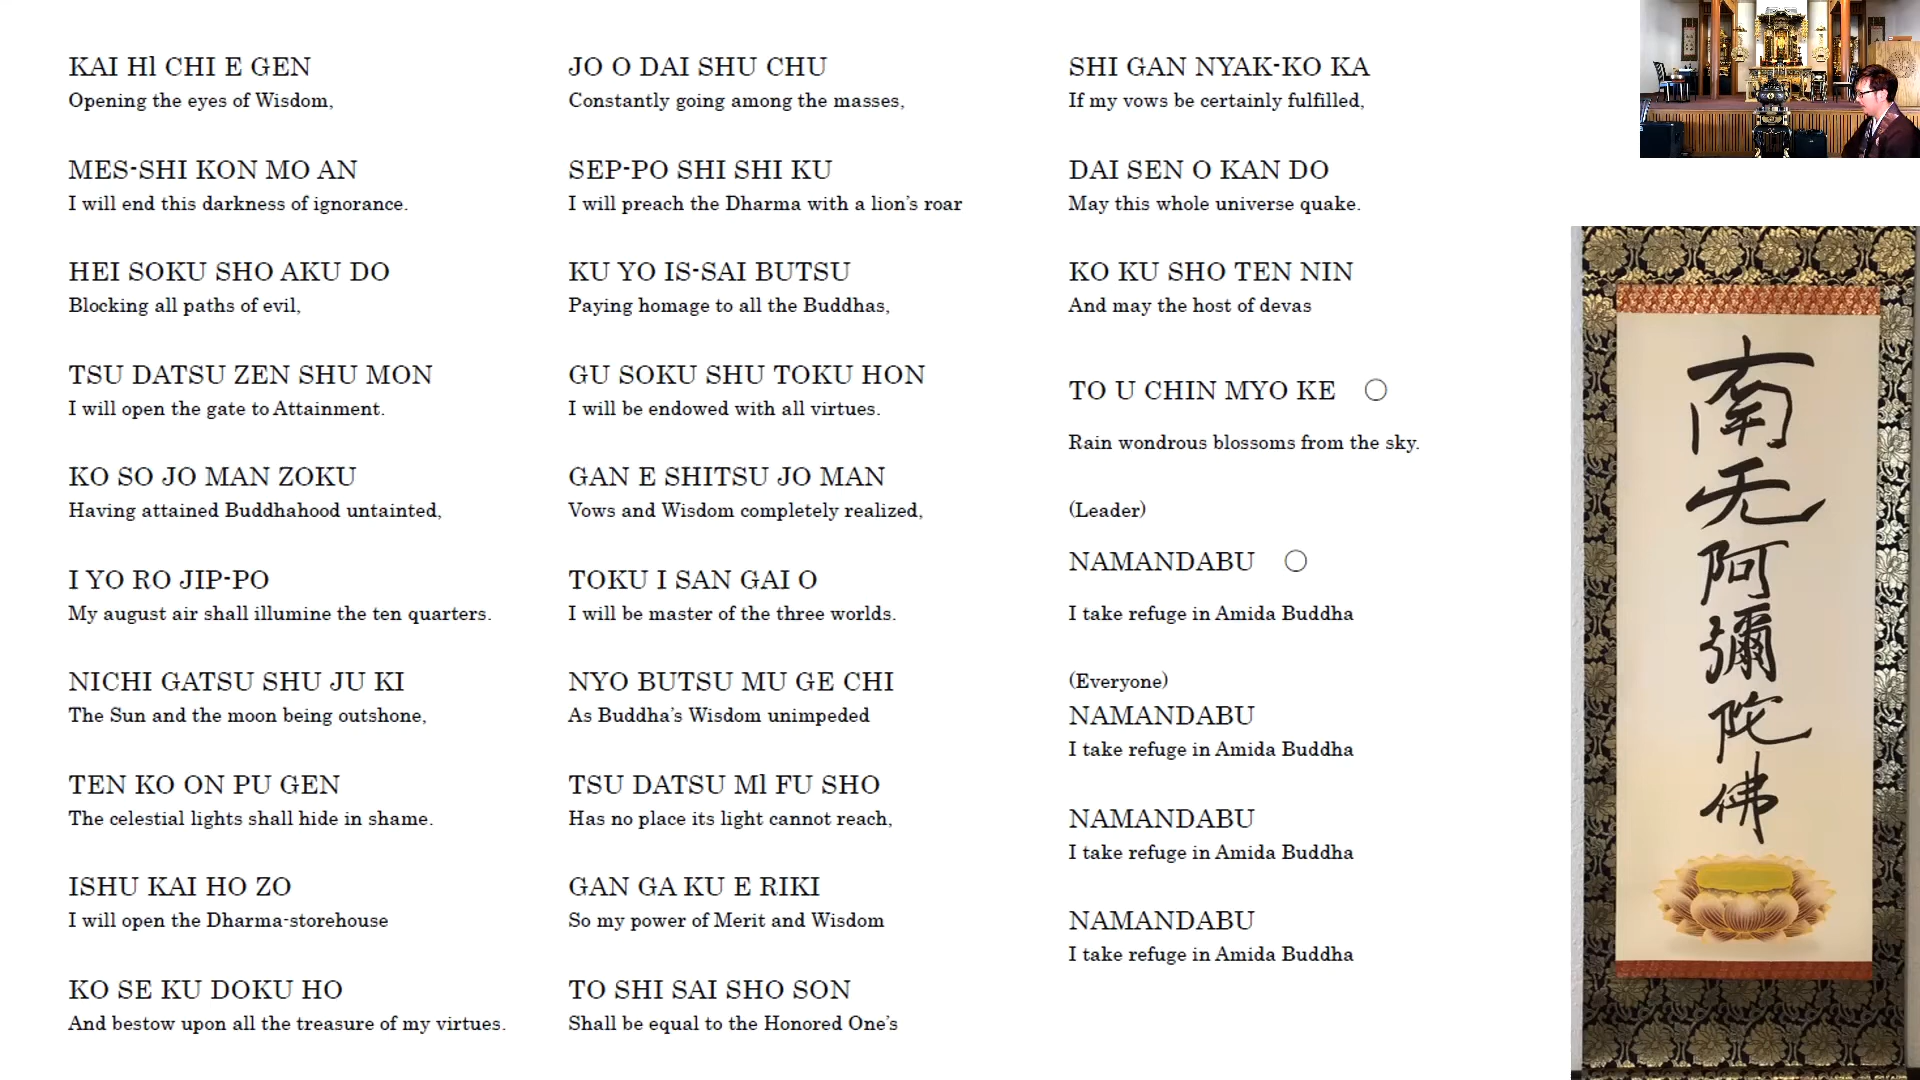 KAI Hl CHI E GEN
Opening the eyes of Wisdom,
MES-SHI KON MO AN
I will end this darkness of ignorance.
HEI SOKU SHO AKU DO
Blocking all paths of evil,
TSU DATSU ZEN SHU MON
I will open the gate to Attainment.
KO SO JO MAN ZOKU
Having attained Buddhahood untainted,
I YO RO JIP-PO
My august air shall illumine the ten quarters.
NICHI GATSU SHU JU KI
The Sun and the moon being outshone,
TEN KO ON PU GEN
The celestial lights shall hide in shame.
ISHU KAI HO ZO
I will open the Dharma-storehouse
KO SE KU DOKU HO
And bestow upon all the treasure of my virtues.
JO O DAI SHU CHU
Constantly going among the masses,
SEP-PO SHI SHI KU
I will preach the Dharma with a lion’s roar
KU YO IS-SAI BUTSU
Paying homage to all the Buddhas,
GU SOKU SHU TOKU HON
I will be endowed with all virtues.
GAN E SHITSU JO MAN
Vows and Wisdom completely realized,
TOKU I SAN GAI O
I will be master of the three worlds.
NYO BUTSU MU GE CHI
As Buddha’s Wisdom unimpeded
TSU DATSU Ml FU SHO
Has no place its light cannot reach,
GAN GA KU E RIKI
So my power of Merit and Wisdom
TO SHI SAI SHO SON
Shall be equal to the Honored One’s
SHI GAN NYAK-KO KA
If my vows be certainly fulfilled,
DAI SEN O KAN DO
May this whole universe quake.
KO KU SHO TEN NIN
And may the host of devas
TO U CHIN MYO KE ○
Rain wondrous blossoms from the sky.
(Leader)
NAMANDABU ○
I take refuge in Amida Buddha
(Everyone)
NAMANDABU
I take refuge in Amida Buddha
NAMANDABU
I take refuge in Amida Buddha
NAMANDABU
I take refuge in Amida Buddha
南无阿彌陀佛